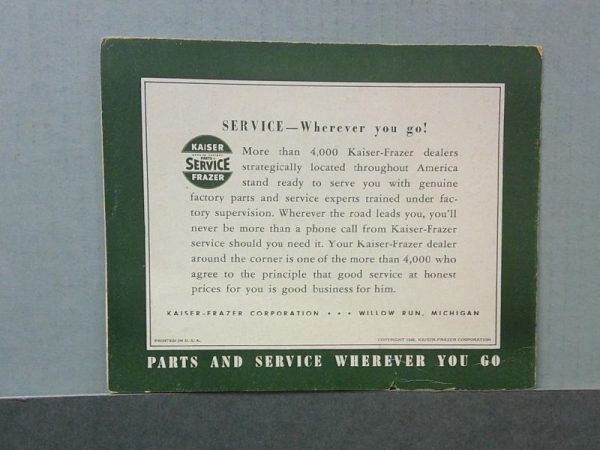 SERVICE—Wherever you go!
KAISER
PARTS
SERVICE
FRAZER
More than 4,000 Kaiser-Frazer dealers
strategically located throughout America
stand ready to serve you with genuine
factory parts and service experts trained under fac-
tory supervision. Wherever the road leads you, you'll
never be more than a phone call from Kaiser-Frazer
service should you need it. Your Kaiser-Frazer dealer
around the corner is one of the more than 4,000 who
agree to the principle that good service at honest
prices for you is good business for him.
KAISER-FRAZER CORPORATION • • • WILLOW RUN, MICHIGAN
PRINTED IN U. S. A.
COPYRIGHT KAISER-FRAZER CORPORATION
PARTS AND SERVICE WHEREVER YOU GO